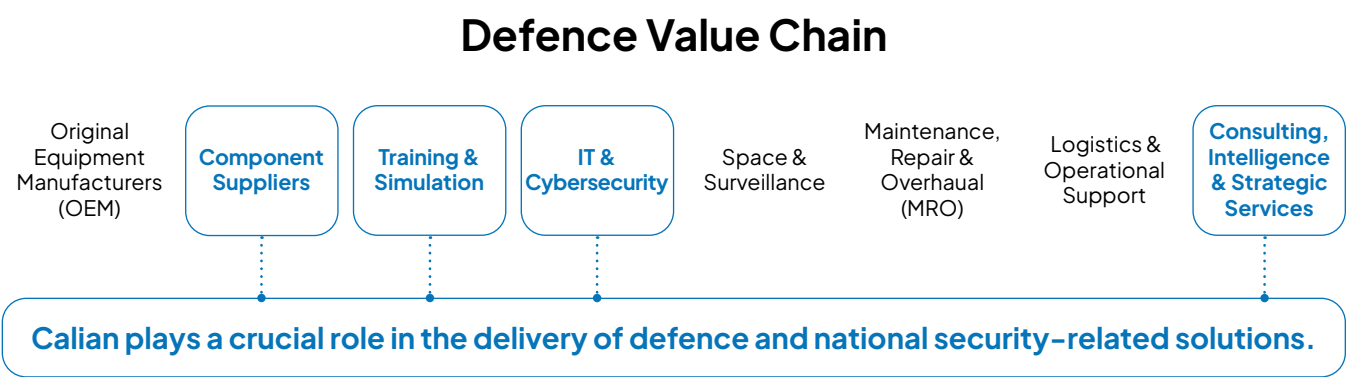 Defence Value Chain
Original
Equipment
Manufacturers
(OEM)
Component
Suppliers
Training &
Simulation
IT &
Cybersecurity
Space &
Surveillance
Maintenance,
Repair &
Overhaual
(MRO)
Logistics &
Operational
Support
Consulting,
Intelligence
& Strategic
Services
Calian plays a crucial role in the delivery of defence and national security-related solutions.